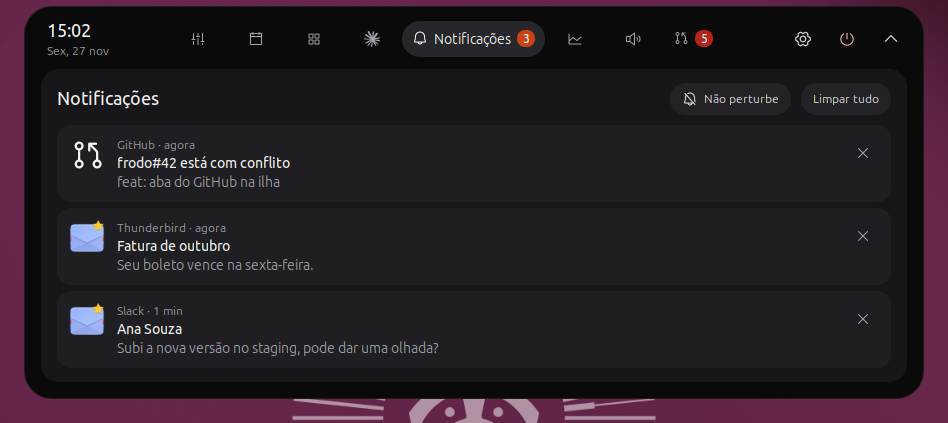 15:02
Sex, 27 nov
Notificações 3
5
Notificações
Não perturbe
Limpar tudo
GitHub · agora
frodo#42 está com conflito
feat: aba do GitHub na ilha
Thunderbird · agora
Fatura de outubro
Seu boleto vence na sexta-feira.
Slack · 1 min
Ana Souza
Subi a nova versão no staging, pode dar uma olhada?